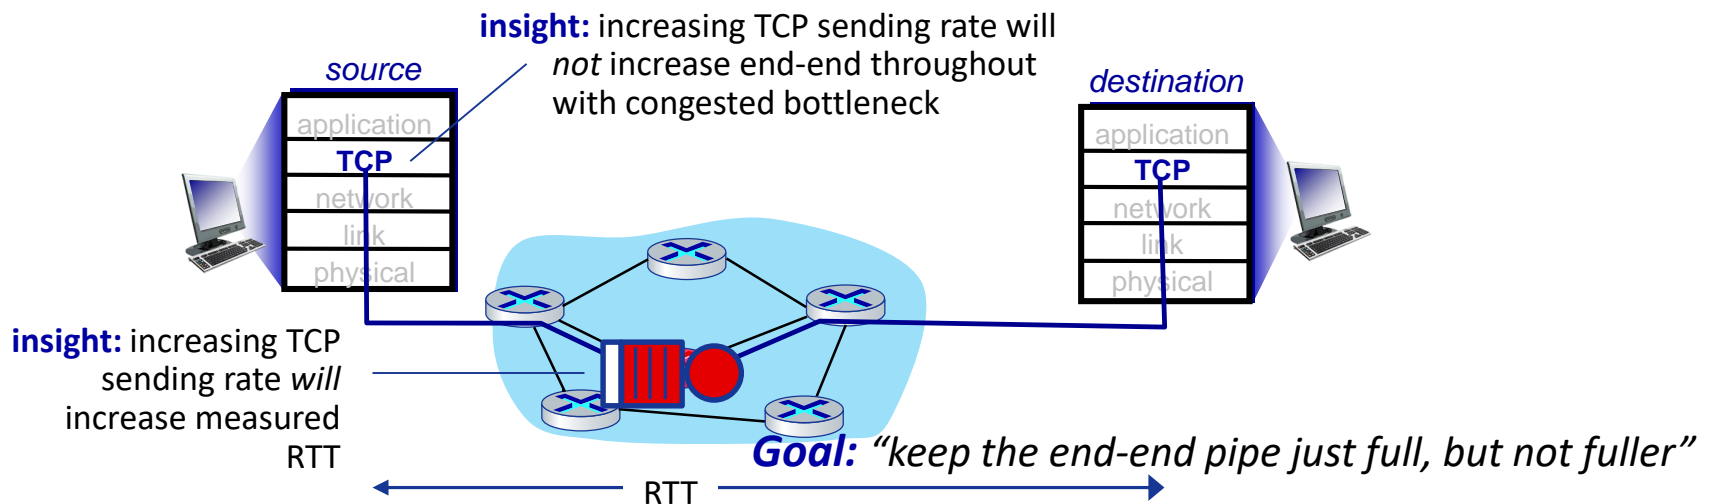 insight: increasing TCP sending rate will
not increase end-end throughout
with congested bottleneck
source
application
TCP
network
link
physical
destination
application
TCP
network
link
physical
insight: increasing TCP
sending rate will
increase measured
RTT
Goal: “keep the end-end pipe just full, but not fuller”
RTT